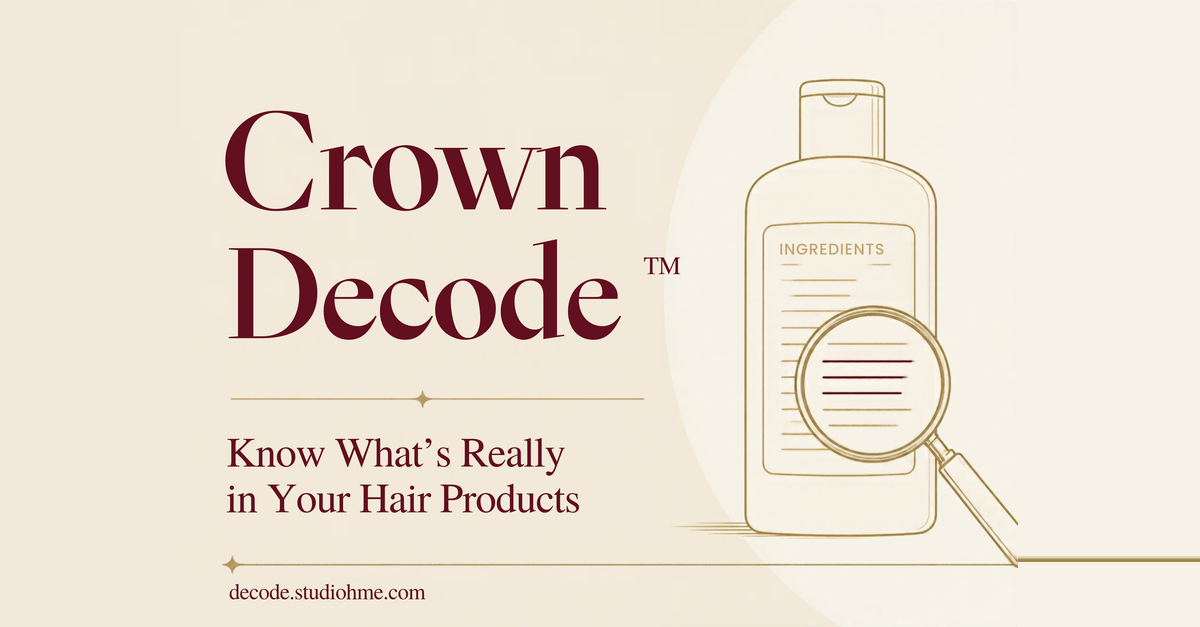 Crown
Decode ™
Know What’s Really
in Your Hair Products
decode.studiohme.com
INGREDIENTS